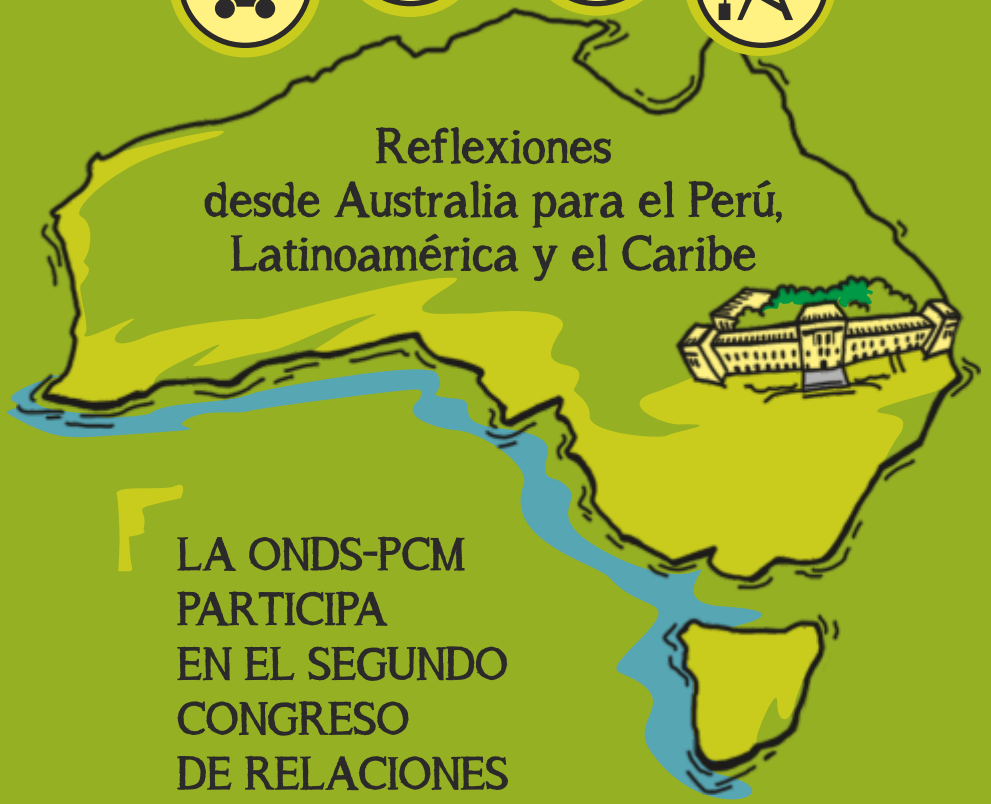 Reflexiones
desde Australia para el Perú,
Latinoamérica y el Caribe
LA ONDS-PCM
PARTICIPA
EN EL SEGUNDO
CONGRESO
DE RELACIONES